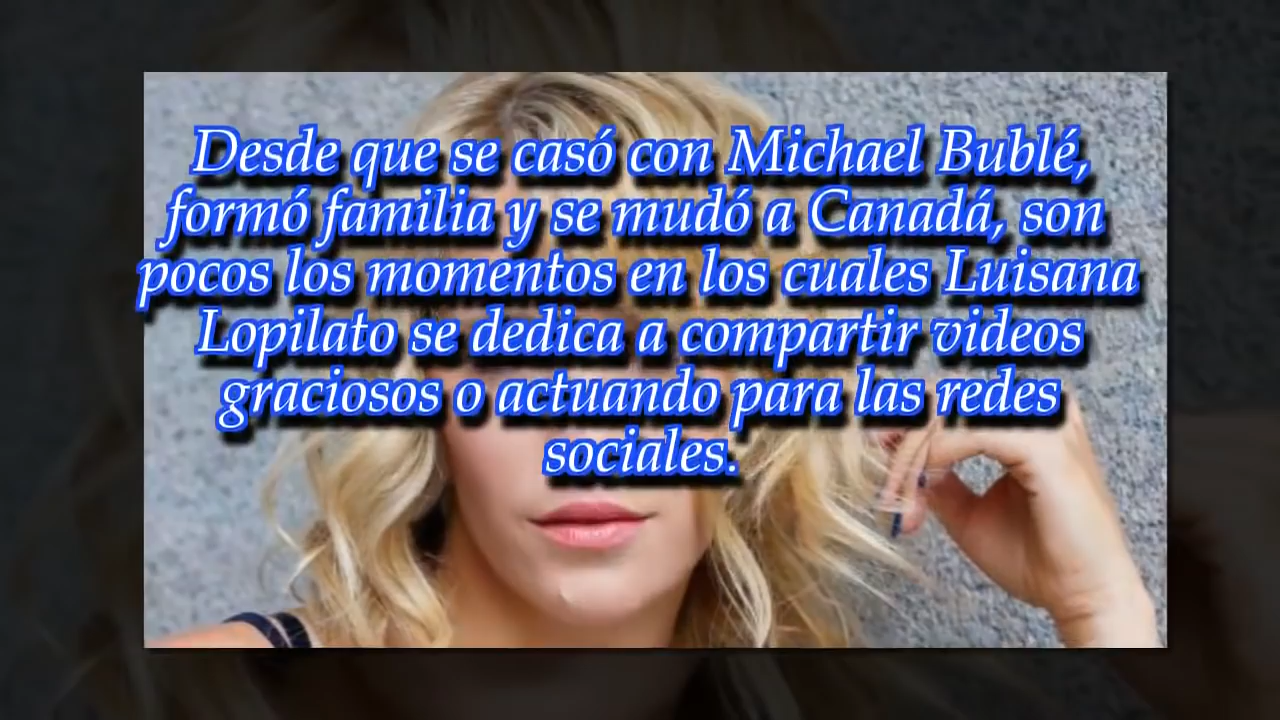 Desde que se casó con Michael Bublé,
formó familia y se mudó a Canadá, son
pocos los momentos en los cuales Luisana
Lopilato se dedica a compartir videos
graciosos o actuando para las redes
sociales.